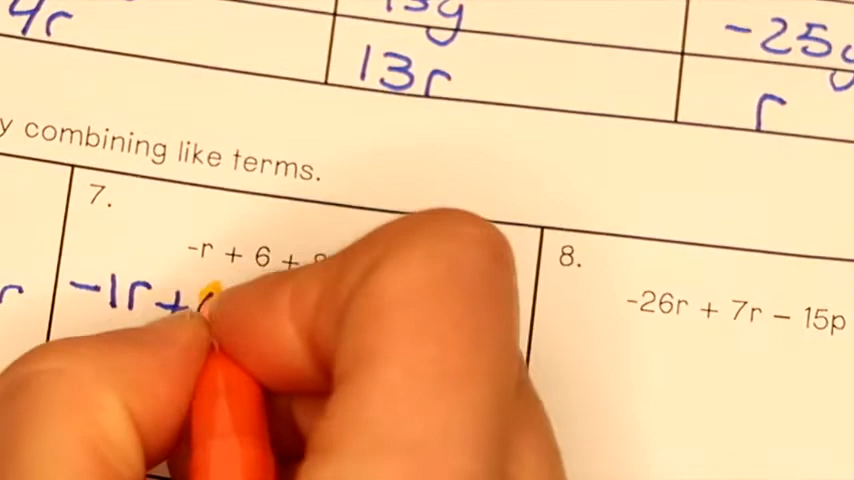 4r 13y -25y
13r r
y combining like terms.
7. 8.
-r + 6 +
r -1r+ -26r + 7r - 15p